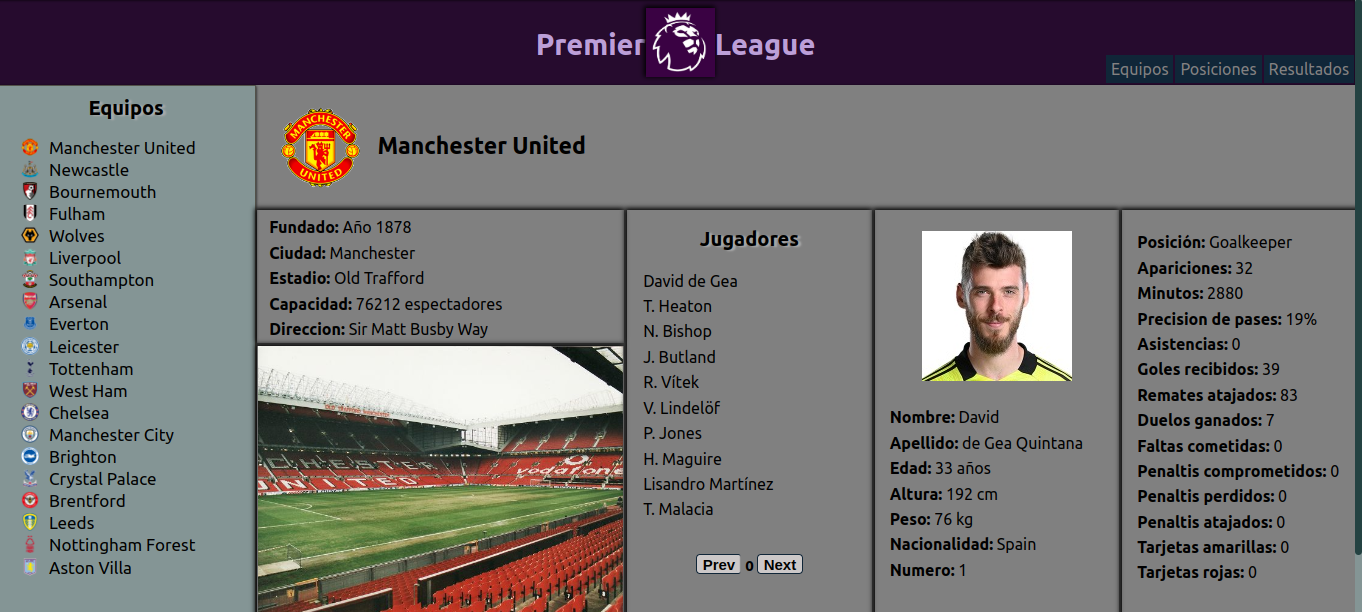 Premier League
Equipos Posiciones Resultados
Equipos
Manchester United
Newcastle
Bournemouth
Fulham
Wolves
Liverpool
Southampton
Arsenal
Everton
Leicester
Tottenham
West Ham
Chelsea
Manchester City
Brighton
Crystal Palace
Brentford
Leeds
Nottingham Forest
Aston Villa
MANCHESTER
UNITED
Manchester United
Fundado: Año 1878
Ciudad: Manchester
Estadio: Old Trafford
Capacidad: 76212 espectadores
Direccion: Sir Matt Busby Way
CHESTER
UNITED
vodafone
Jugadores
David de Gea
T. Heaton
N. Bishop
J. Butland
R. Vítek
V. Lindelöf
P. Jones
H. Maguire
Lisandro Martínez
T. Malacia
Prev 0 Next
Nombre: David
Apellido: de Gea Quintana
Edad: 33 años
Altura: 192 cm
Peso: 76 kg
Nacionalidad: Spain
Numero: 1
Posición: Goalkeeper
Apariciones: 32
Minutos: 2880
Precision de pases: 19%
Asistencias: 0
Goles recibidos: 39
Remates atajados: 83
Duelos ganados: 7
Faltas cometidas: 0
Penaltis comprometidos: 0
Penaltis perdidos: 0
Penaltis atajados: 0
Tarjetas amarillas: 0
Tarjetas rojas: 0